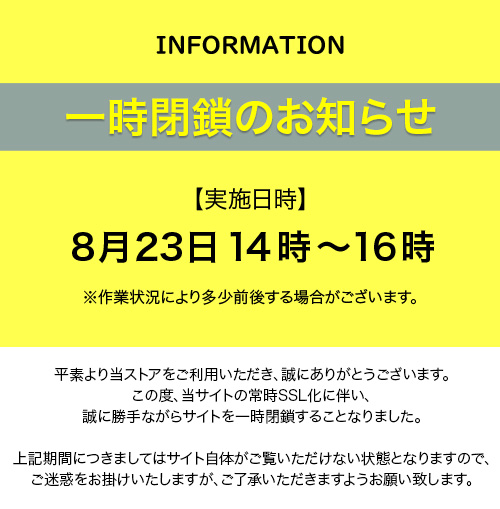 INFORMATION
一時閉鎖のお知らせ
【実施日時】
8月23日 14時〜16時
※作業状況により多少前後する場合がございます。
平素より当ストアをご利用いただき、誠にありがとうございます。
この度、当サイトの常時SSL化に伴い、
誠に勝手ながらサイトを一時閉鎖することなりました。
上記期間につきましてはサイト自体がご覧いただけない状態となりますので、
ご迷惑をお掛けいたしますが、ご了承いただきますようお願い致します。